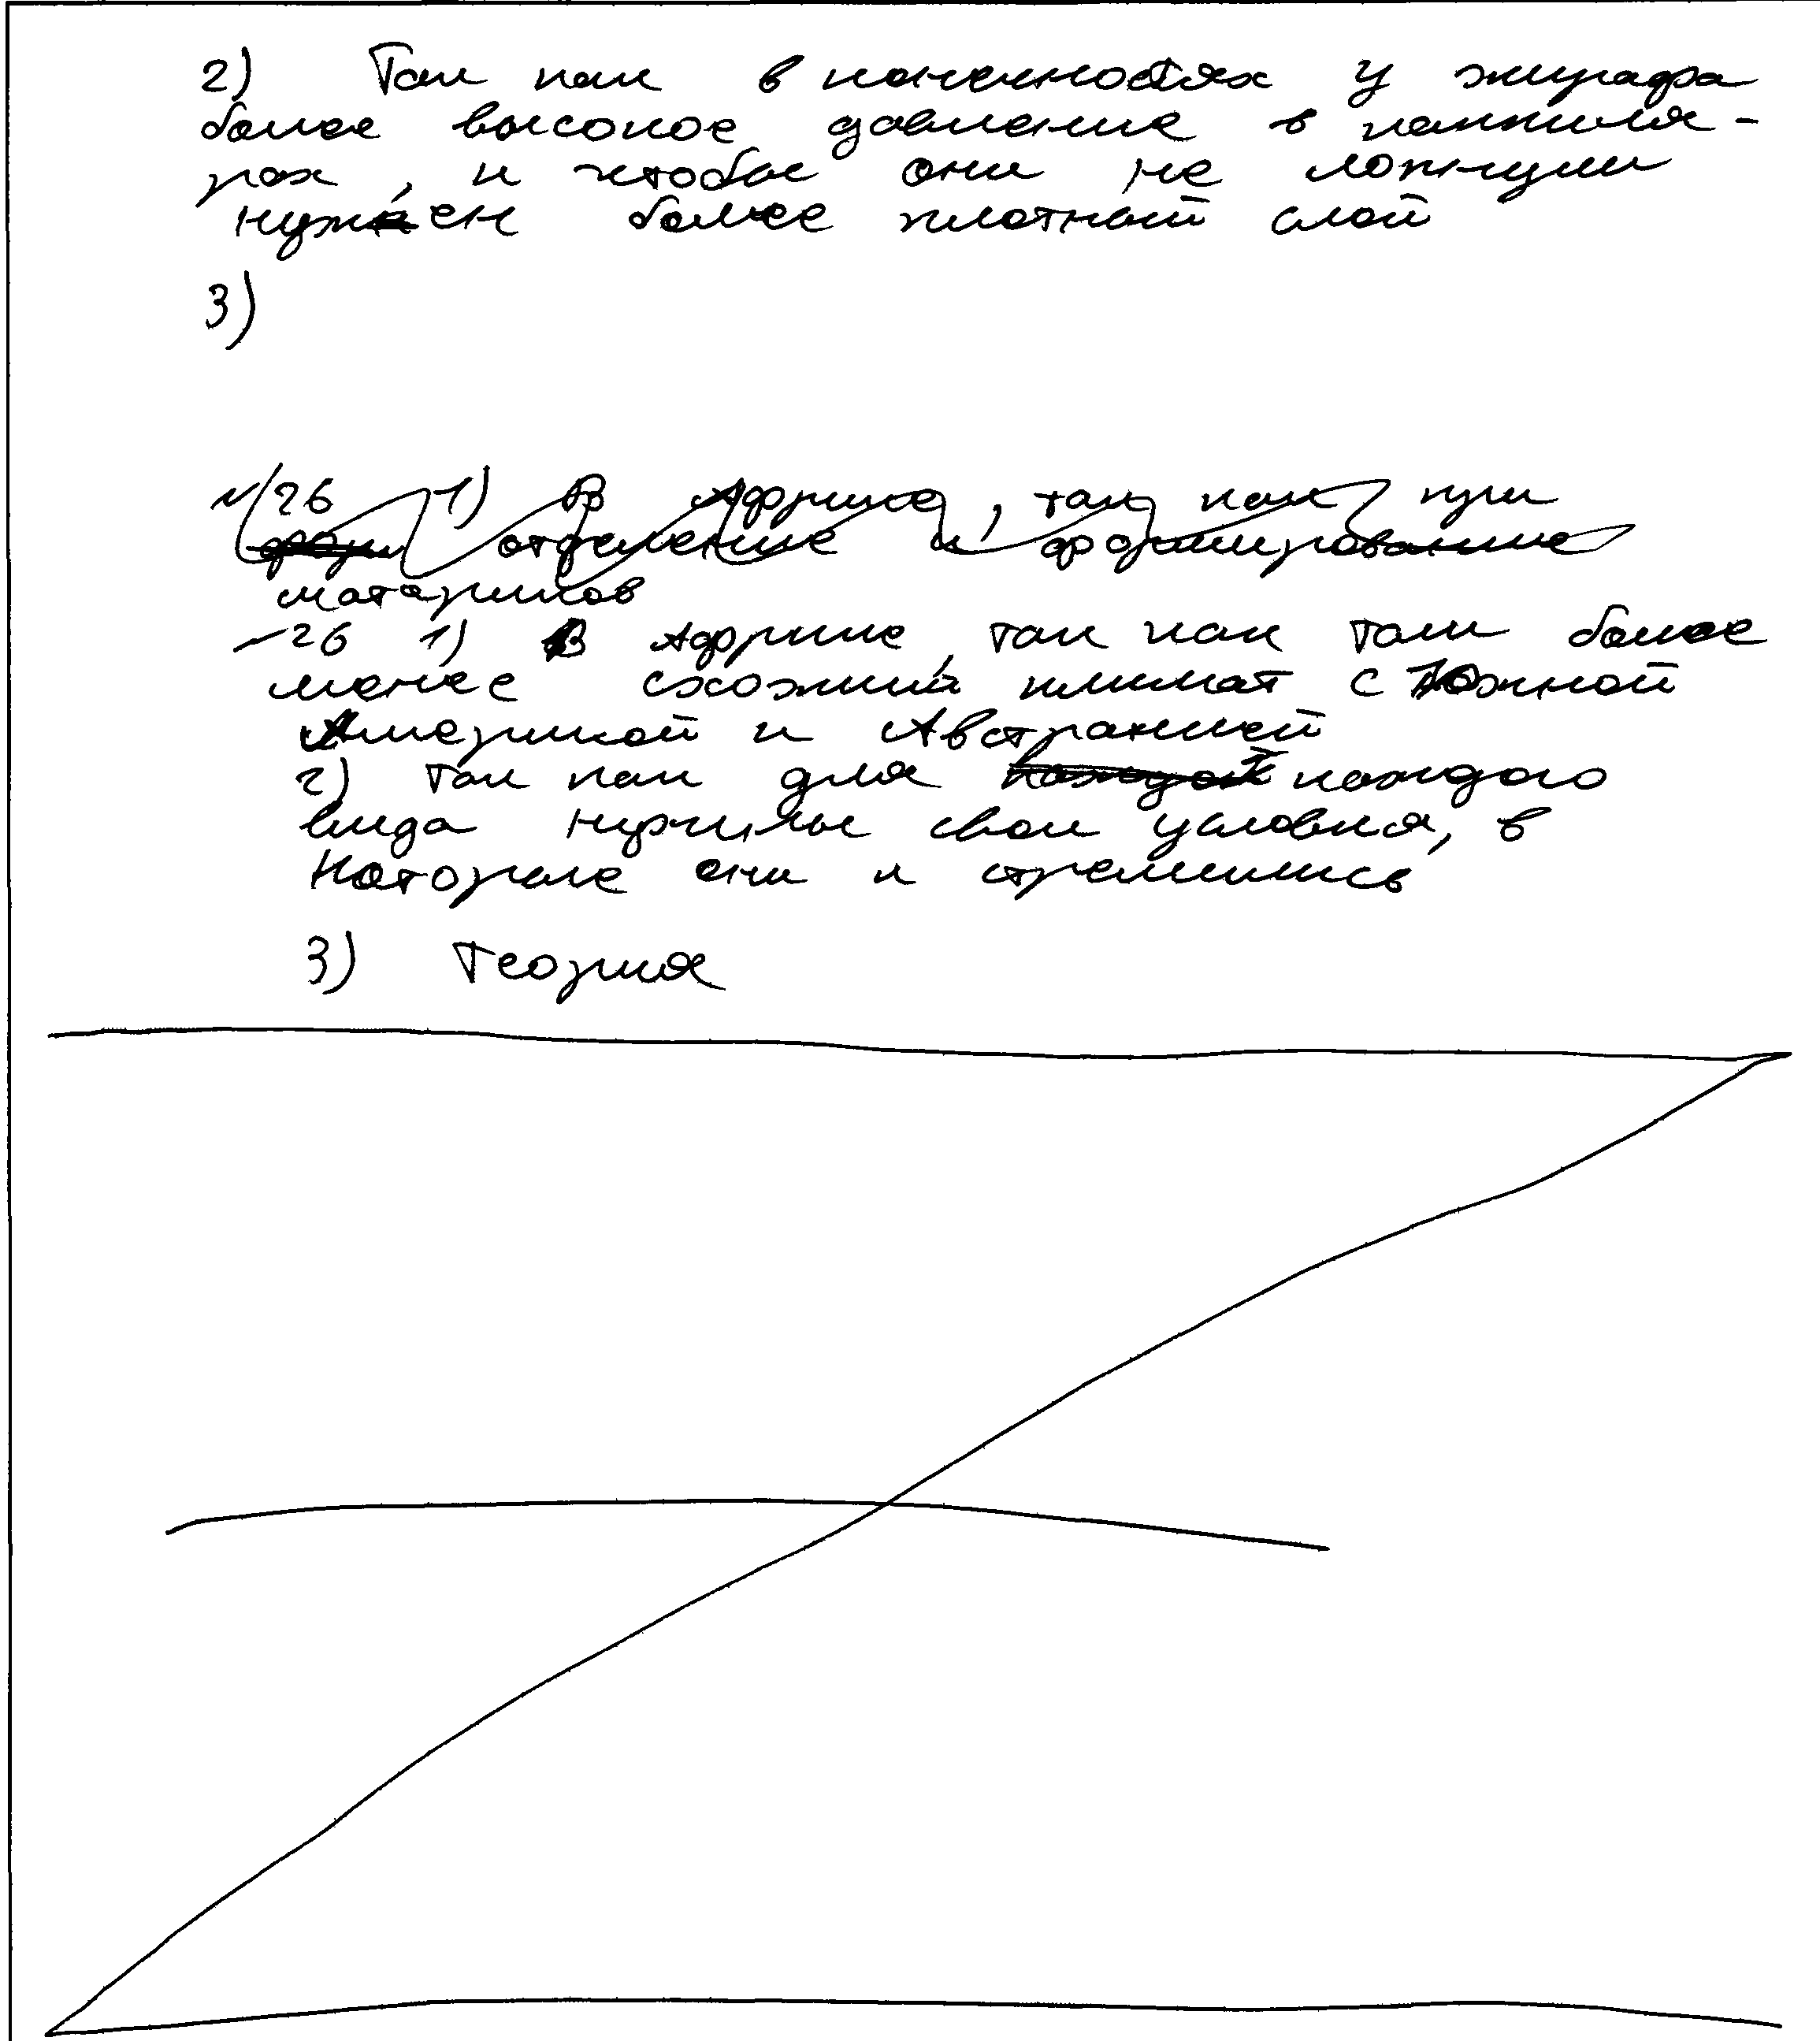 2) Так как в конечностях у жирафа
более высокое давление в капиля-
рах, и чтобы они не лопнули
нужен более плотный слой
3)
№26 1) В Африке, так как при
отделение и формирование
материков
№26 1) В Африке, так как там более
менее схожий климат с Южной
Америкой и Австралией
2) Так как для каждого
вида нужны свои условия, в
которые они и стремились
3) Теория